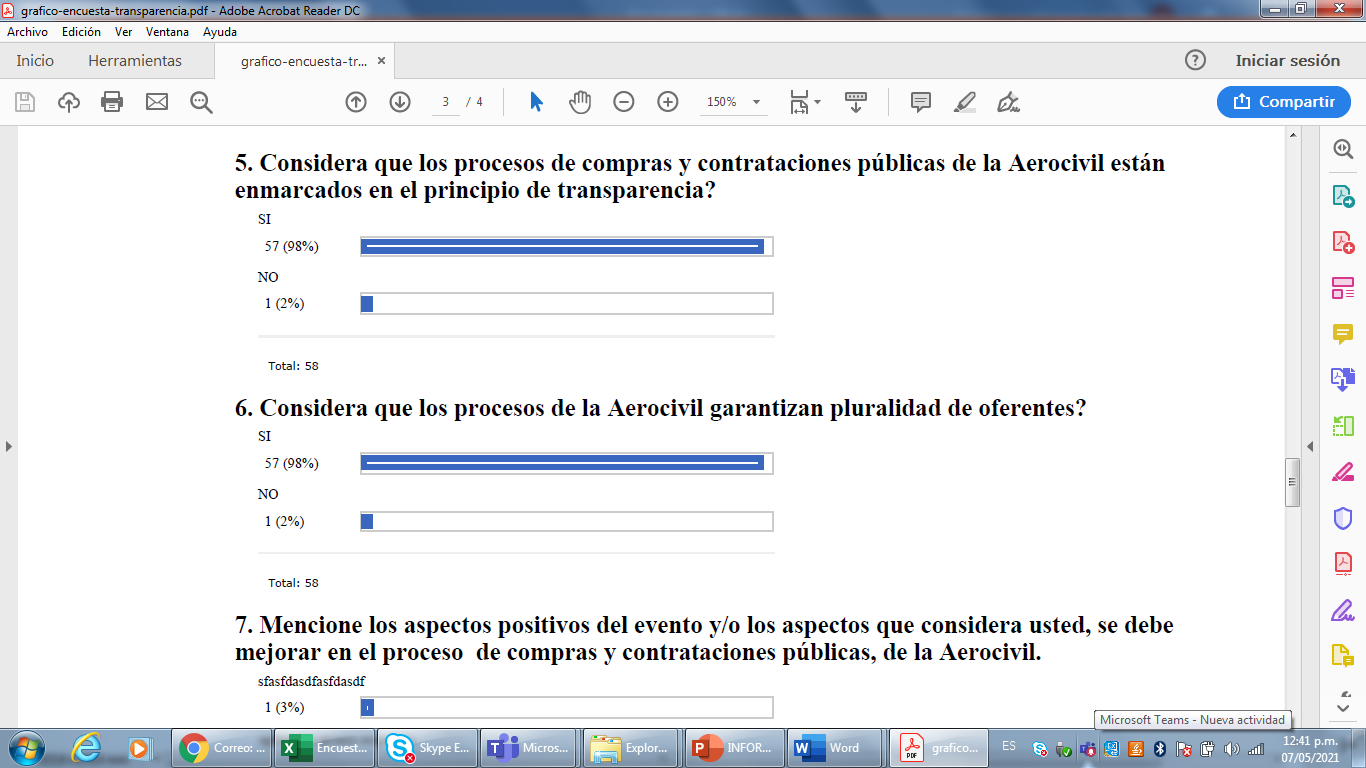 grafico-encuesta-transparencia.pdf - Adobe Acrobat Reader DC
Archivo Edición Ver Ventana Ayuda
Inicio Herramientas grafico-encuesta-tr... × Iniciar sesión
3 / 4 150% Compartir
5. Considera que los procesos de compras y contrataciones públicas de la Aerocivil están
enmarcados en el principio de transparencia?
SI
57 (98%)
NO
1 (2%)
Total: 58
6. Considera que los procesos de la Aerocivil garantizan pluralidad de oferentes?
SI
57 (98%)
NO
1 (2%)
Total: 58
7. Mencione los aspectos positivos del evento y/o los aspectos que considera usted, se debe
mejorar en el proceso de compras y contrataciones públicas, de la Aerocivil.
sfasfdasdfasfdasdf
1 (3%)
Microsoft Teams - Nueva actividad
Correo: ... Encuest... Skype E... Micros... Explor... INFOR... Word grafico... ES 12:41 p.m.
07/05/2021